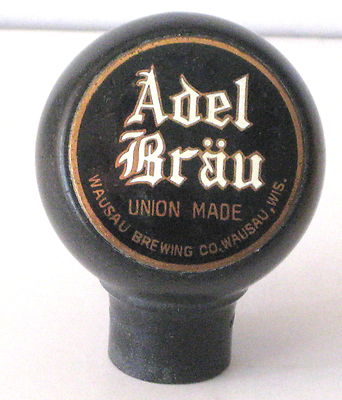 Adel
Bräu
UNION MADE
WAUSAU BREWING CO. WAUSAU, WIS.